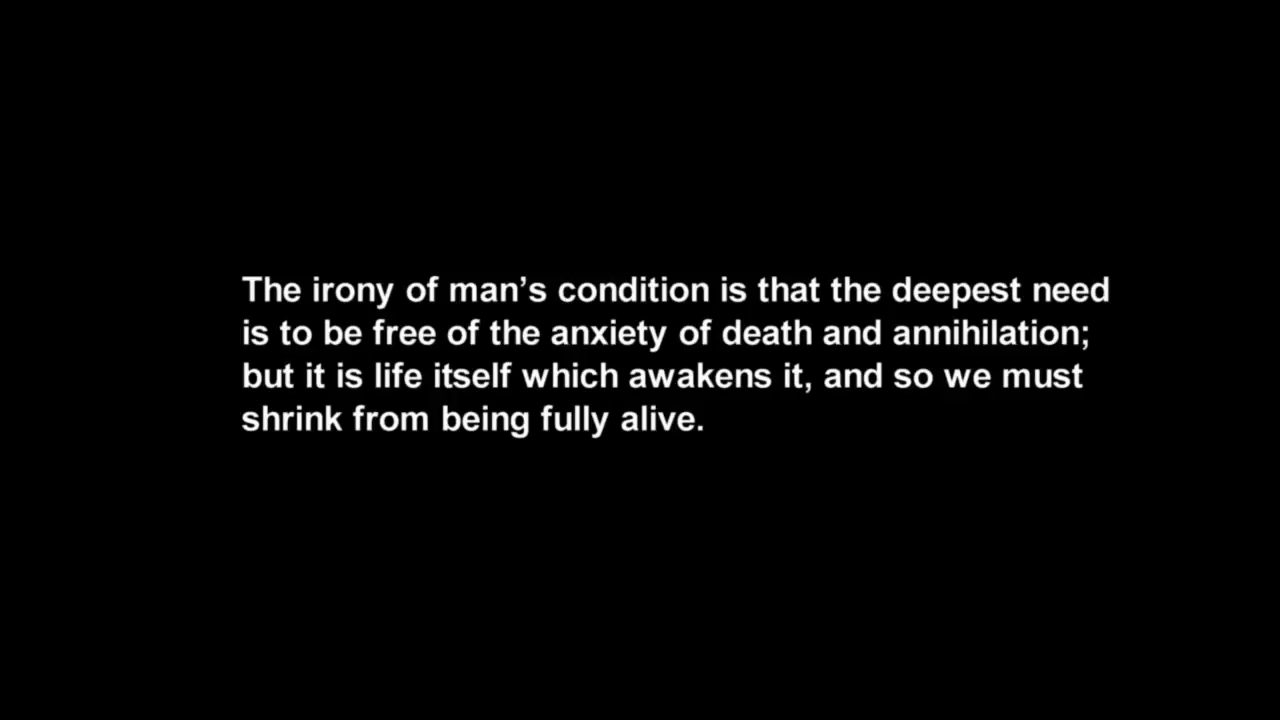 The irony of man’s condition is that the deepest need
is to be free of the anxiety of death and annihilation;
but it is life itself which awakens it, and so we must
shrink from being fully alive.